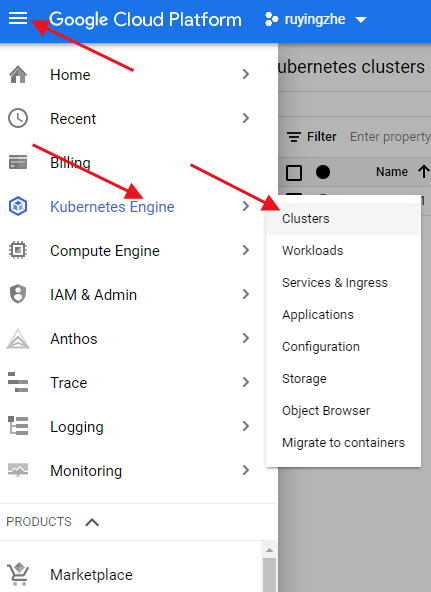 Google Cloud Platform ruyingzhe
ubernetes clusters
Home
Recent
Filter Enter property
Billing
Name
Kubernetes Engine
1
Clusters
Workloads
Services & Ingress
Applications
Configuration
Storage
Object Browser
Migrate to containers
Compute Engine
IAM & Admin
Anthos
Trace
Logging
Monitoring
PRODUCTS
Marketplace